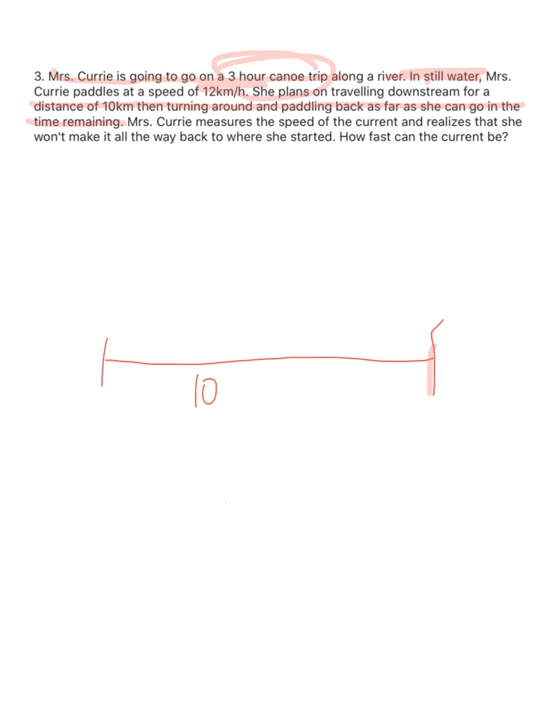 3. Mrs. Currie is going to go on a 3 hour canoe trip along a river. In still water, Mrs.
Currie paddles at a speed of 12km/h. She plans on travelling downstream for a
distance of 10km then turning around and paddling back as far as she can go in the
time remaining. Mrs. Currie measures the speed of the current and realizes that she
won't make it all the way back to where she started. How fast can the current be?
10